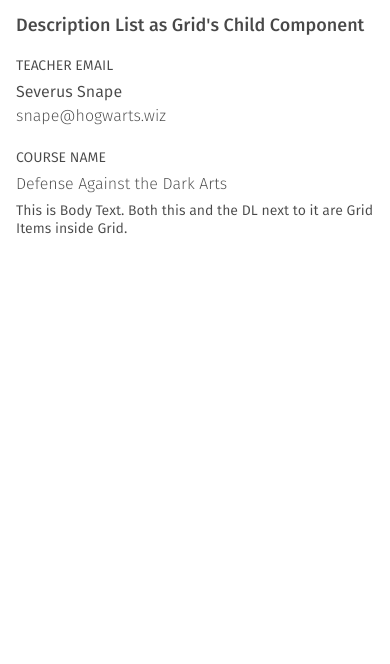 Description List as Grid's Child Component
TEACHER EMAIL
Severus Snape
snape@hogwarts.wiz
COURSE NAME
Defense Against the Dark Arts
This is Body Text. Both this and the DL next to it are Grid
Items inside Grid.